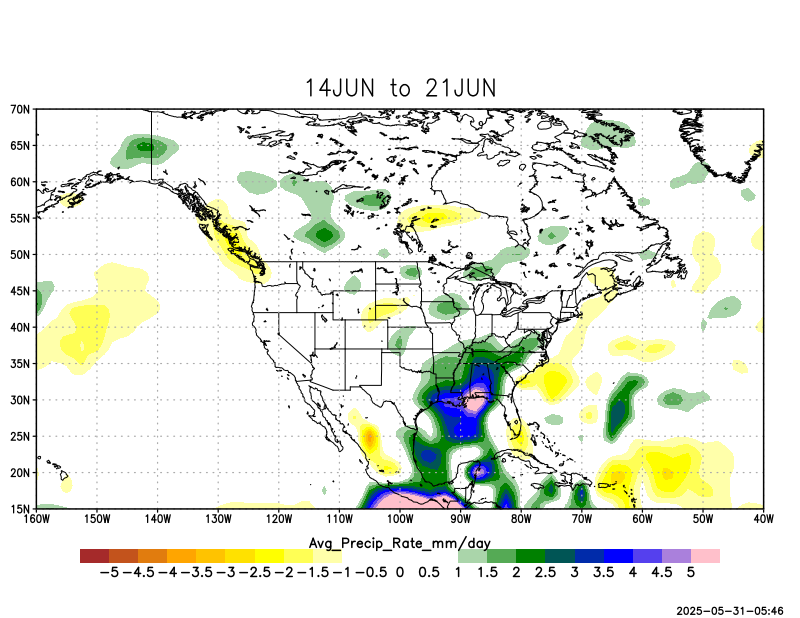 14JUN to 21JUN
70N
65N
60N
55N
50N
45N
40N
35N
30N
25N
20N
15N
160W 150W 140W 130W 120W 110W 100W 90W 80W 70W 60W 50W 40W
Avg_Precip_Rate_mm/day
-5 -4.5 -4 -3.5 -3 -2.5 -2 -1.5 -1 -0.5 0 0.5 1 1.5 2 2.5 3 3.5 4 4.5 5
2025-05-31-05:46